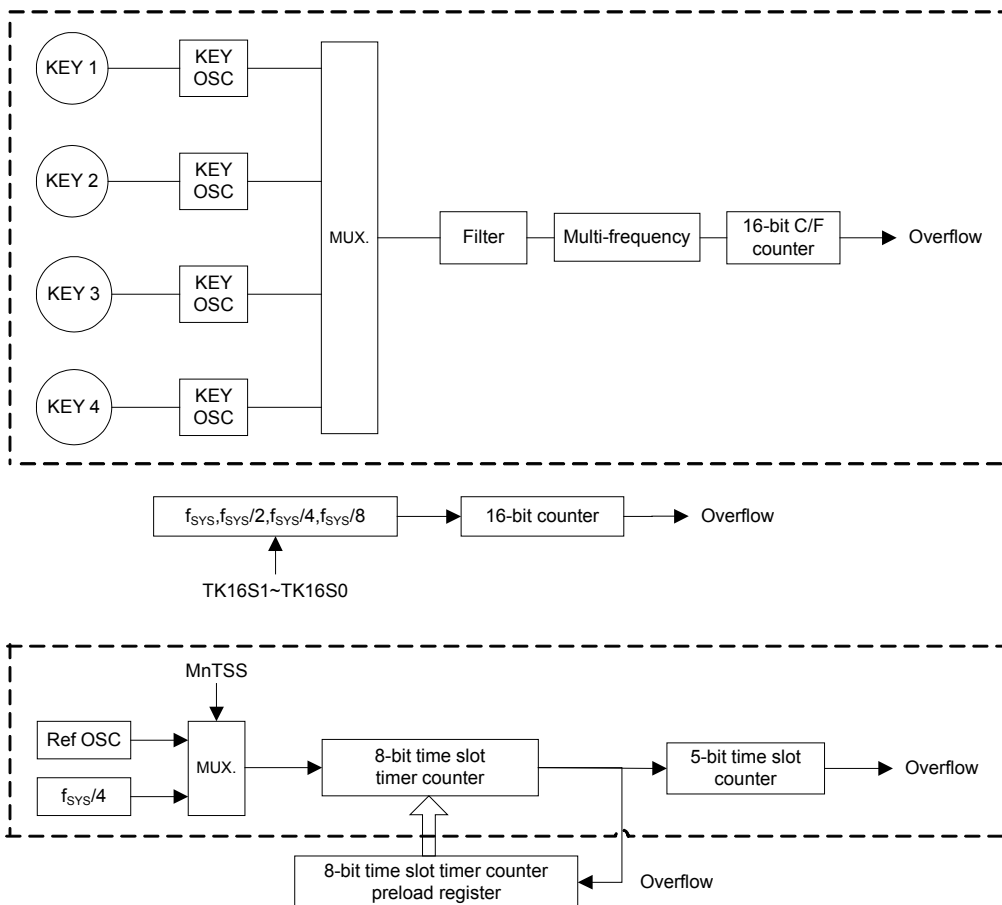 KEY 1
KEY
OSC
KEY 2
KEY
OSC
KEY 3
KEY
OSC
KEY 4
KEY
OSC
MUX.
Filter
Multi-frequency
16-bit C/F
counter
Overflow
fSYS,fSYS/2,fSYS/4,fSYS/8
16-bit counter
Overflow
TK16S1~TK16S0
MnTSS
Ref OSC
fSYS/4
MUX.
8-bit time slot
timer counter
5-bit time slot
counter
Overflow
8-bit time slot timer counter
preload register
Overflow